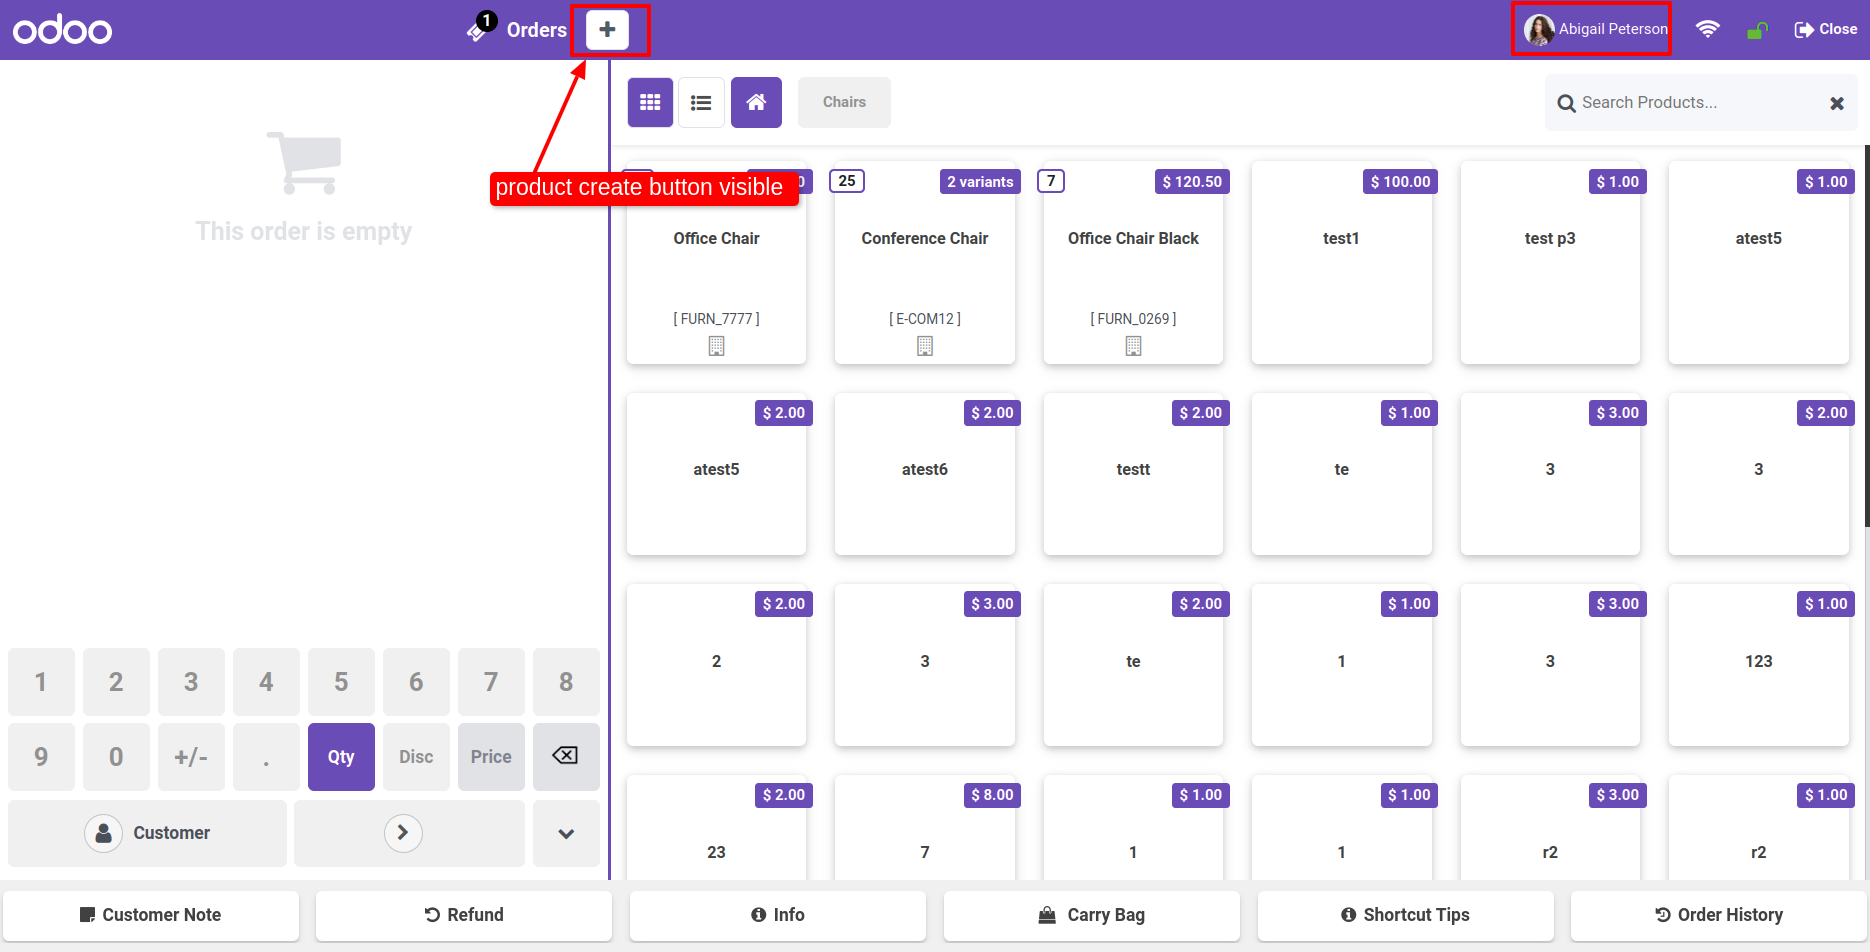 odoo
1
Orders
+
Abigail Peterson
Close
Chairs
Search Products...
product create button visible
0
25
2 variants
7
$ 120.50
$ 100.00
$ 1.00
$ 1.00
Office Chair
Conference Chair
Office Chair Black
test1
test p3
atest5
[ FURN_7777 ]
[ E-COM12 ]
[ FURN_0269 ]
This order is empty
$ 2.00
$ 2.00
$ 2.00
$ 1.00
$ 3.00
$ 2.00
atest5
atest6
testt
te
3
3
$ 2.00
$ 3.00
$ 2.00
$ 1.00
$ 3.00
$ 1.00
2
3
te
1
3
123
$ 2.00
$ 8.00
$ 1.00
$ 1.00
$ 3.00
$ 1.00
23
7
1
1
r2
r2
1
2
3
4
5
6
7
8
9
0
+/-
.
Qty
Disc
Price
Customer
Customer Note
Refund
Info
Carry Bag
Shortcut Tips
Order History